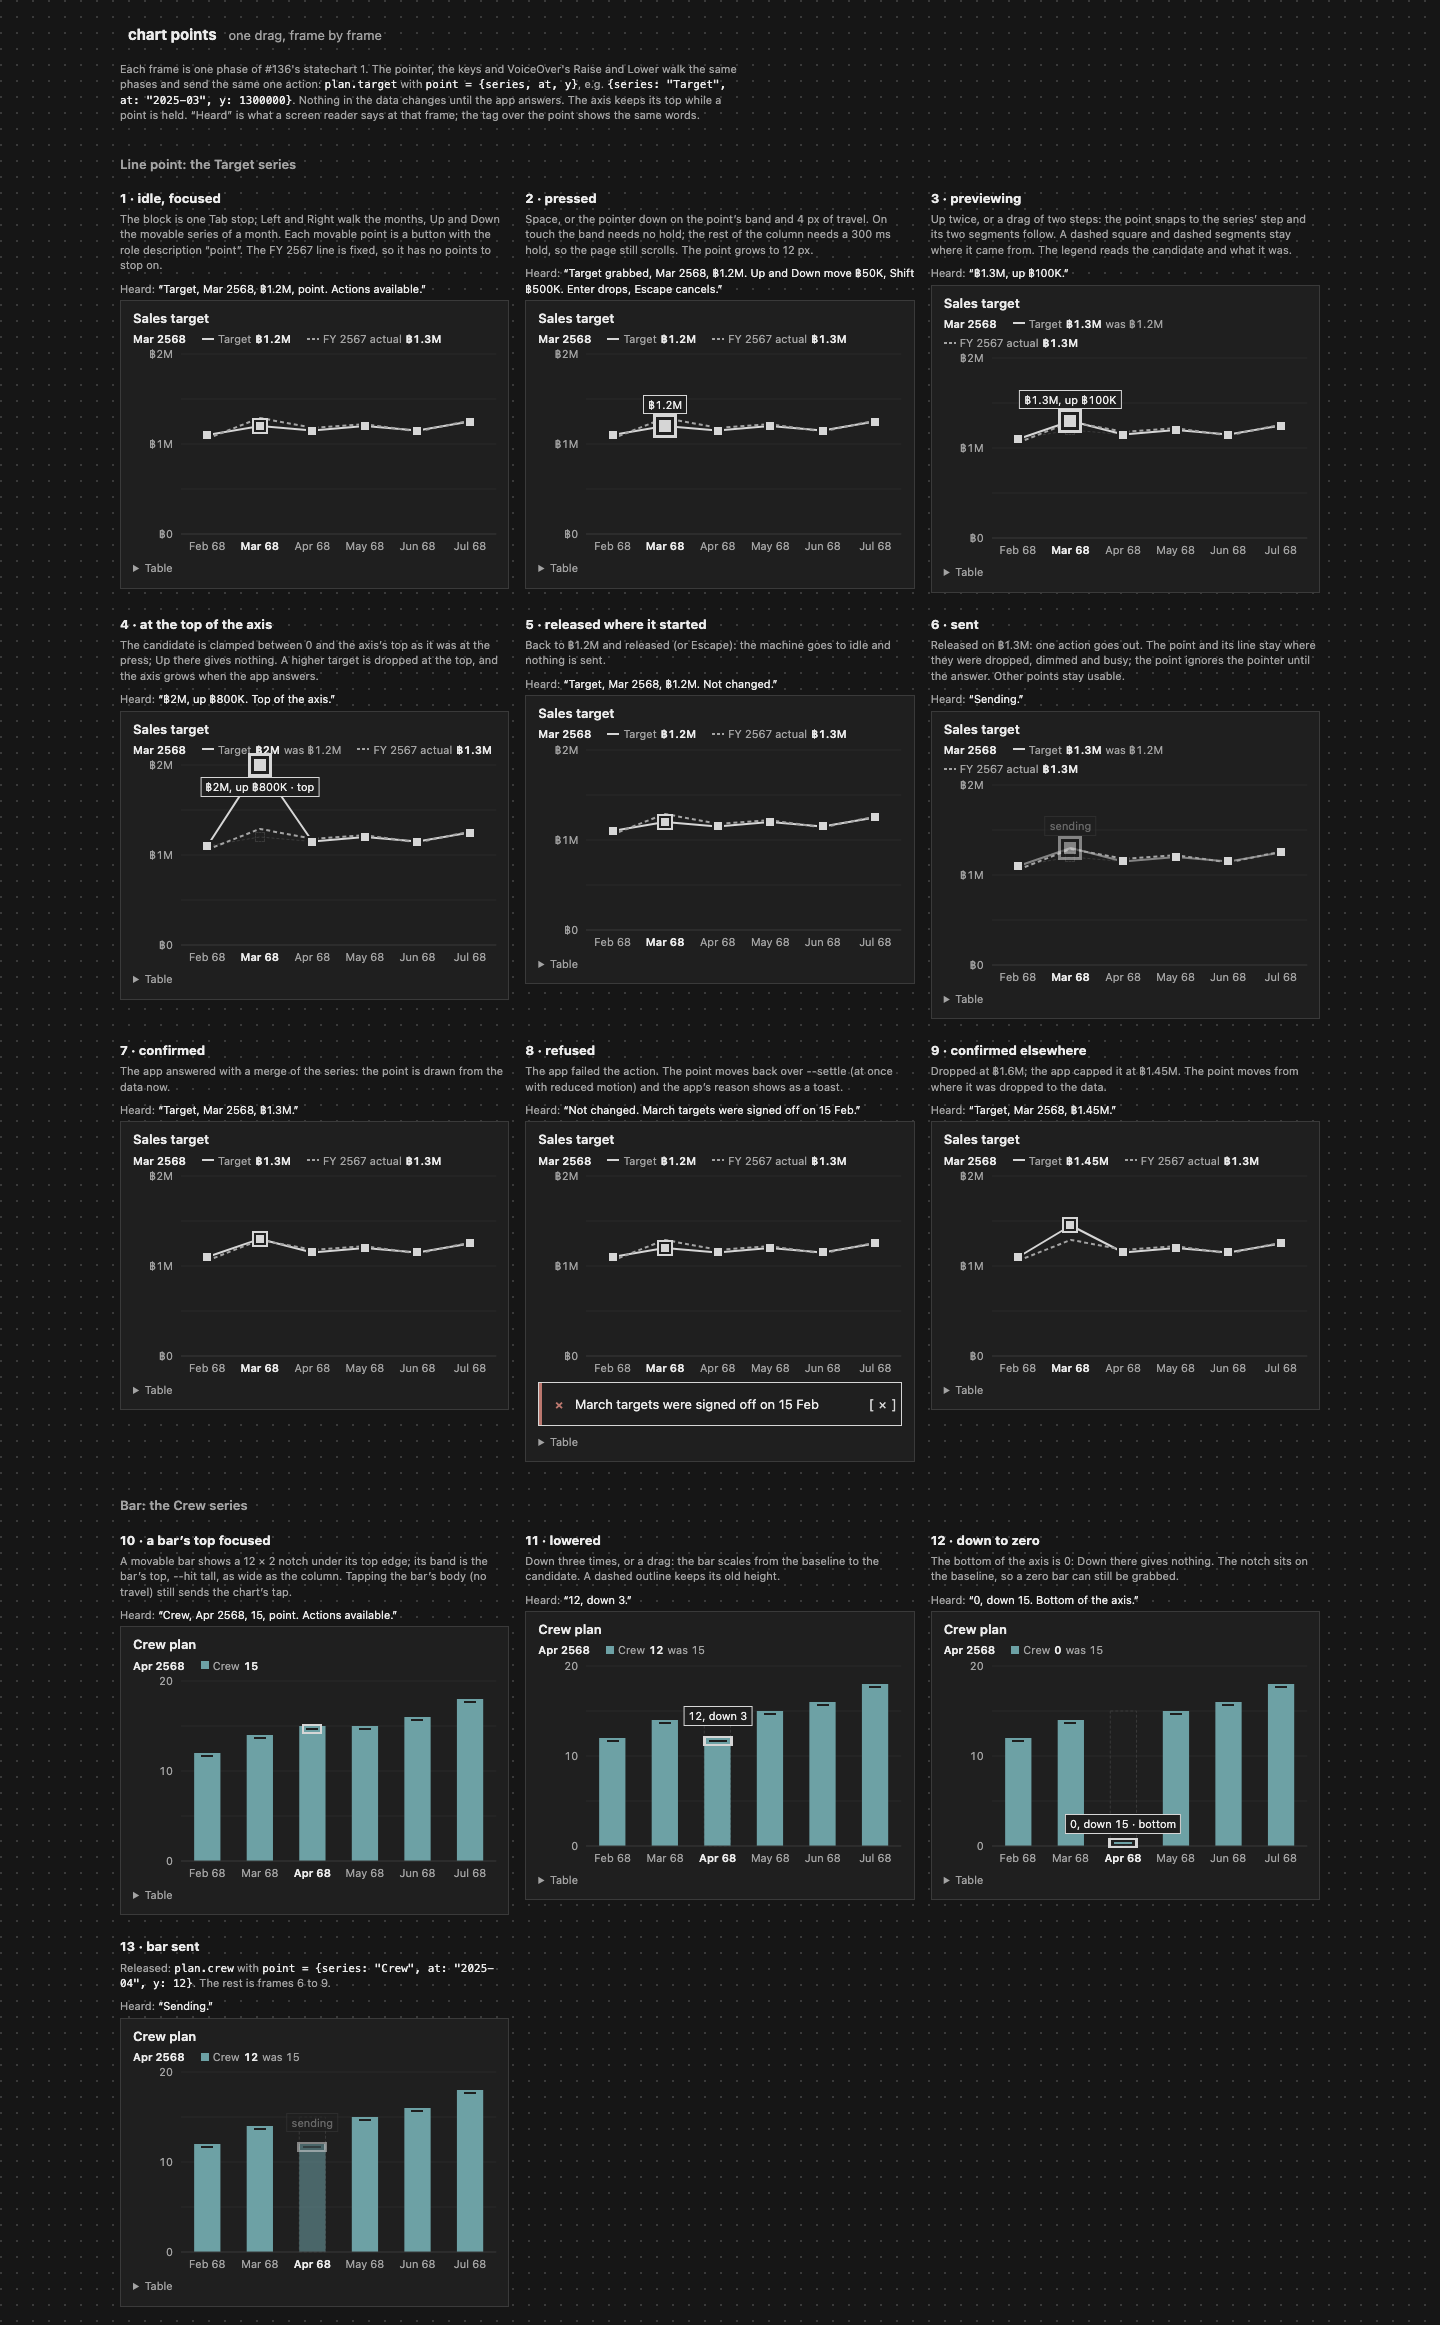 chart points one drag, frame by frame
Each frame is one phase of #136's statechart 1. The pointer, the keys and VoiceOver's Raise and Lower walk the same
phases and send the same one action: plan.target with point = {series, at, y}, e.g. {series: "Target",
at: "2025-03", y: 1300000}. Nothing in the data changes until the app answers. The axis keeps its top while a
point is held. “Heard” is what a screen reader says at that frame; the tag over the point shows the same words.
Line point: the Target series
1 · idle, focused
The block is one Tab stop; Left and Right walk the months, Up and Down
the movable series of a month. Each movable point is a button with the
role description “point”. The FY 2567 line is fixed, so it has no points to
stop on.
Heard: “Target, Mar 2568, ฿1.2M, point. Actions available.”
Sales target
Mar 2568 Target ฿1.2M FY 2567 actual ฿1.3M
฿2M
฿1M
฿0
Feb 68 Mar 68 Apr 68 May 68 Jun 68 Jul 68
▶ Table
2 · pressed
Space, or the pointer down on the point’s band and 4 px of travel. On
touch the band needs no hold; the rest of the column needs a 300 ms
hold, so the page still scrolls. The point grows to 12 px.
Heard: “Target grabbed, Mar 2568, ฿1.2M. Up and Down move ฿50K, Shift
฿500K. Enter drops, Escape cancels.”
Sales target
Mar 2568 Target ฿1.2M FY 2567 actual ฿1.3M
฿2M
฿1.2M
฿1M
฿0
Feb 68 Mar 68 Apr 68 May 68 Jun 68 Jul 68
▶ Table
3 · previewing
Up twice, or a drag of two steps: the point snaps to the series’ step and
its two segments follow. A dashed square and dashed segments stay
where it came from. The legend reads the candidate and what it was.
Heard: “฿1.3M, up ฿100K.”
Sales target
Mar 2568 Target ฿1.3M was ฿1.2M
FY 2567 actual ฿1.3M
฿2M
฿1.3M, up ฿100K
฿1M
฿0
Feb 68 Mar 68 Apr 68 May 68 Jun 68 Jul 68
▶ Table
4 · at the top of the axis
The candidate is clamped between 0 and the axis’s top as it was at the
press; Up there gives nothing. A higher target is dropped at the top, and
the axis grows when the app answers.
Heard: “฿2M, up ฿800K. Top of the axis.”
Sales target
Mar 2568 Target ฿2M was ฿1.2M FY 2567 actual ฿1.3M
฿2M
฿2M, up ฿800K · top
฿1M
฿0
Feb 68 Mar 68 Apr 68 May 68 Jun 68 Jul 68
▶ Table
5 · released where it started
Back to ฿1.2M and released (or Escape): the machine goes to idle and
nothing is sent.
Heard: “Target, Mar 2568, ฿1.2M. Not changed.”
Sales target
Mar 2568 Target ฿1.2M FY 2567 actual ฿1.3M
฿2M
฿1M
฿0
Feb 68 Mar 68 Apr 68 May 68 Jun 68 Jul 68
▶ Table
6 · sent
Released on ฿1.3M: one action goes out. The point and its line stay where
they were dropped, dimmed and busy; the point ignores the pointer until
the answer. Other points stay usable.
Heard: “Sending.”
Sales target
Mar 2568 Target ฿1.3M was ฿1.2M
FY 2567 actual ฿1.3M
฿2M
sending
฿1M
฿0
Feb 68 Mar 68 Apr 68 May 68 Jun 68 Jul 68
▶ Table
7 · confirmed
The app answered with a merge of the series: the point is drawn from the
data now.
Heard: “Target, Mar 2568, ฿1.3M.”
Sales target
Mar 2568 Target ฿1.3M FY 2567 actual ฿1.3M
฿2M
฿1M
฿0
Feb 68 Mar 68 Apr 68 May 68 Jun 68 Jul 68
▶ Table
8 · refused
The app failed the action. The point moves back over --settle (at once
with reduced motion) and the app’s reason shows as a toast.
Heard: “Not changed. March targets were signed off on 15 Feb.”
Sales target
Mar 2568 Target ฿1.2M FY 2567 actual ฿1.3M
฿2M
฿1M
฿0
Feb 68 Mar 68 Apr 68 May 68 Jun 68 Jul 68
× March targets were signed off on 15 Feb [ × ]
▶ Table
9 · confirmed elsewhere
Dropped at ฿1.6M; the app capped it at ฿1.45M. The point moves from
where it was dropped to the data.
Heard: “Target, Mar 2568, ฿1.45M.”
Sales target
Mar 2568 Target ฿1.45M FY 2567 actual ฿1.3M
฿2M
฿1M
฿0
Feb 68 Mar 68 Apr 68 May 68 Jun 68 Jul 68
▶ Table
Bar: the Crew series
10 · a bar’s top focused
A movable bar shows a 12 × 2 notch under its top edge; its band is the
bar’s top, --hit tall, as wide as the column. Tapping the bar’s body (no
travel) still sends the chart’s tap.
Heard: “Crew, Apr 2568, 15, point. Actions available.”
Crew plan
Apr 2568 Crew 15
20
10
0
Feb 68 Mar 68 Apr 68 May 68 Jun 68 Jul 68
▶ Table
11 · lowered
Down three times, or a drag: the bar scales from the baseline to the
candidate. A dashed outline keeps its old height.
Heard: “12, down 3.”
Crew plan
Apr 2568 Crew 12 was 15
20
12, down 3
10
0
Feb 68 Mar 68 Apr 68 May 68 Jun 68 Jul 68
▶ Table
12 · down to zero
The bottom of the axis is 0: Down there gives nothing. The notch sits on
the baseline, so a zero bar can still be grabbed.
Heard: “0, down 15. Bottom of the axis.”
Crew plan
Apr 2568 Crew 0 was 15
20
10
0, down 15 · bottom
0
Feb 68 Mar 68 Apr 68 May 68 Jun 68 Jul 68
▶ Table
13 · bar sent
Released: plan.crew with point = {series: "Crew", at: "2025-
04", y: 12}. The rest is frames 6 to 9.
Heard: “Sending.”
Crew plan
Apr 2568 Crew 12 was 15
20
sending
10
0
Feb 68 Mar 68 Apr 68 May 68 Jun 68 Jul 68
▶ Table